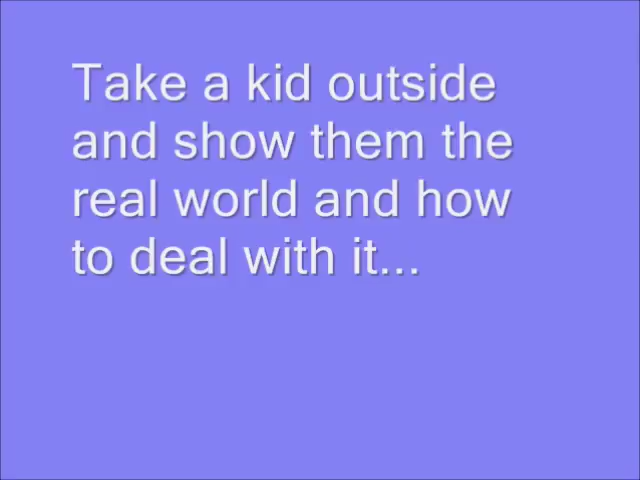 Take a kid outside
and show them the
real world and how
to deal with it...